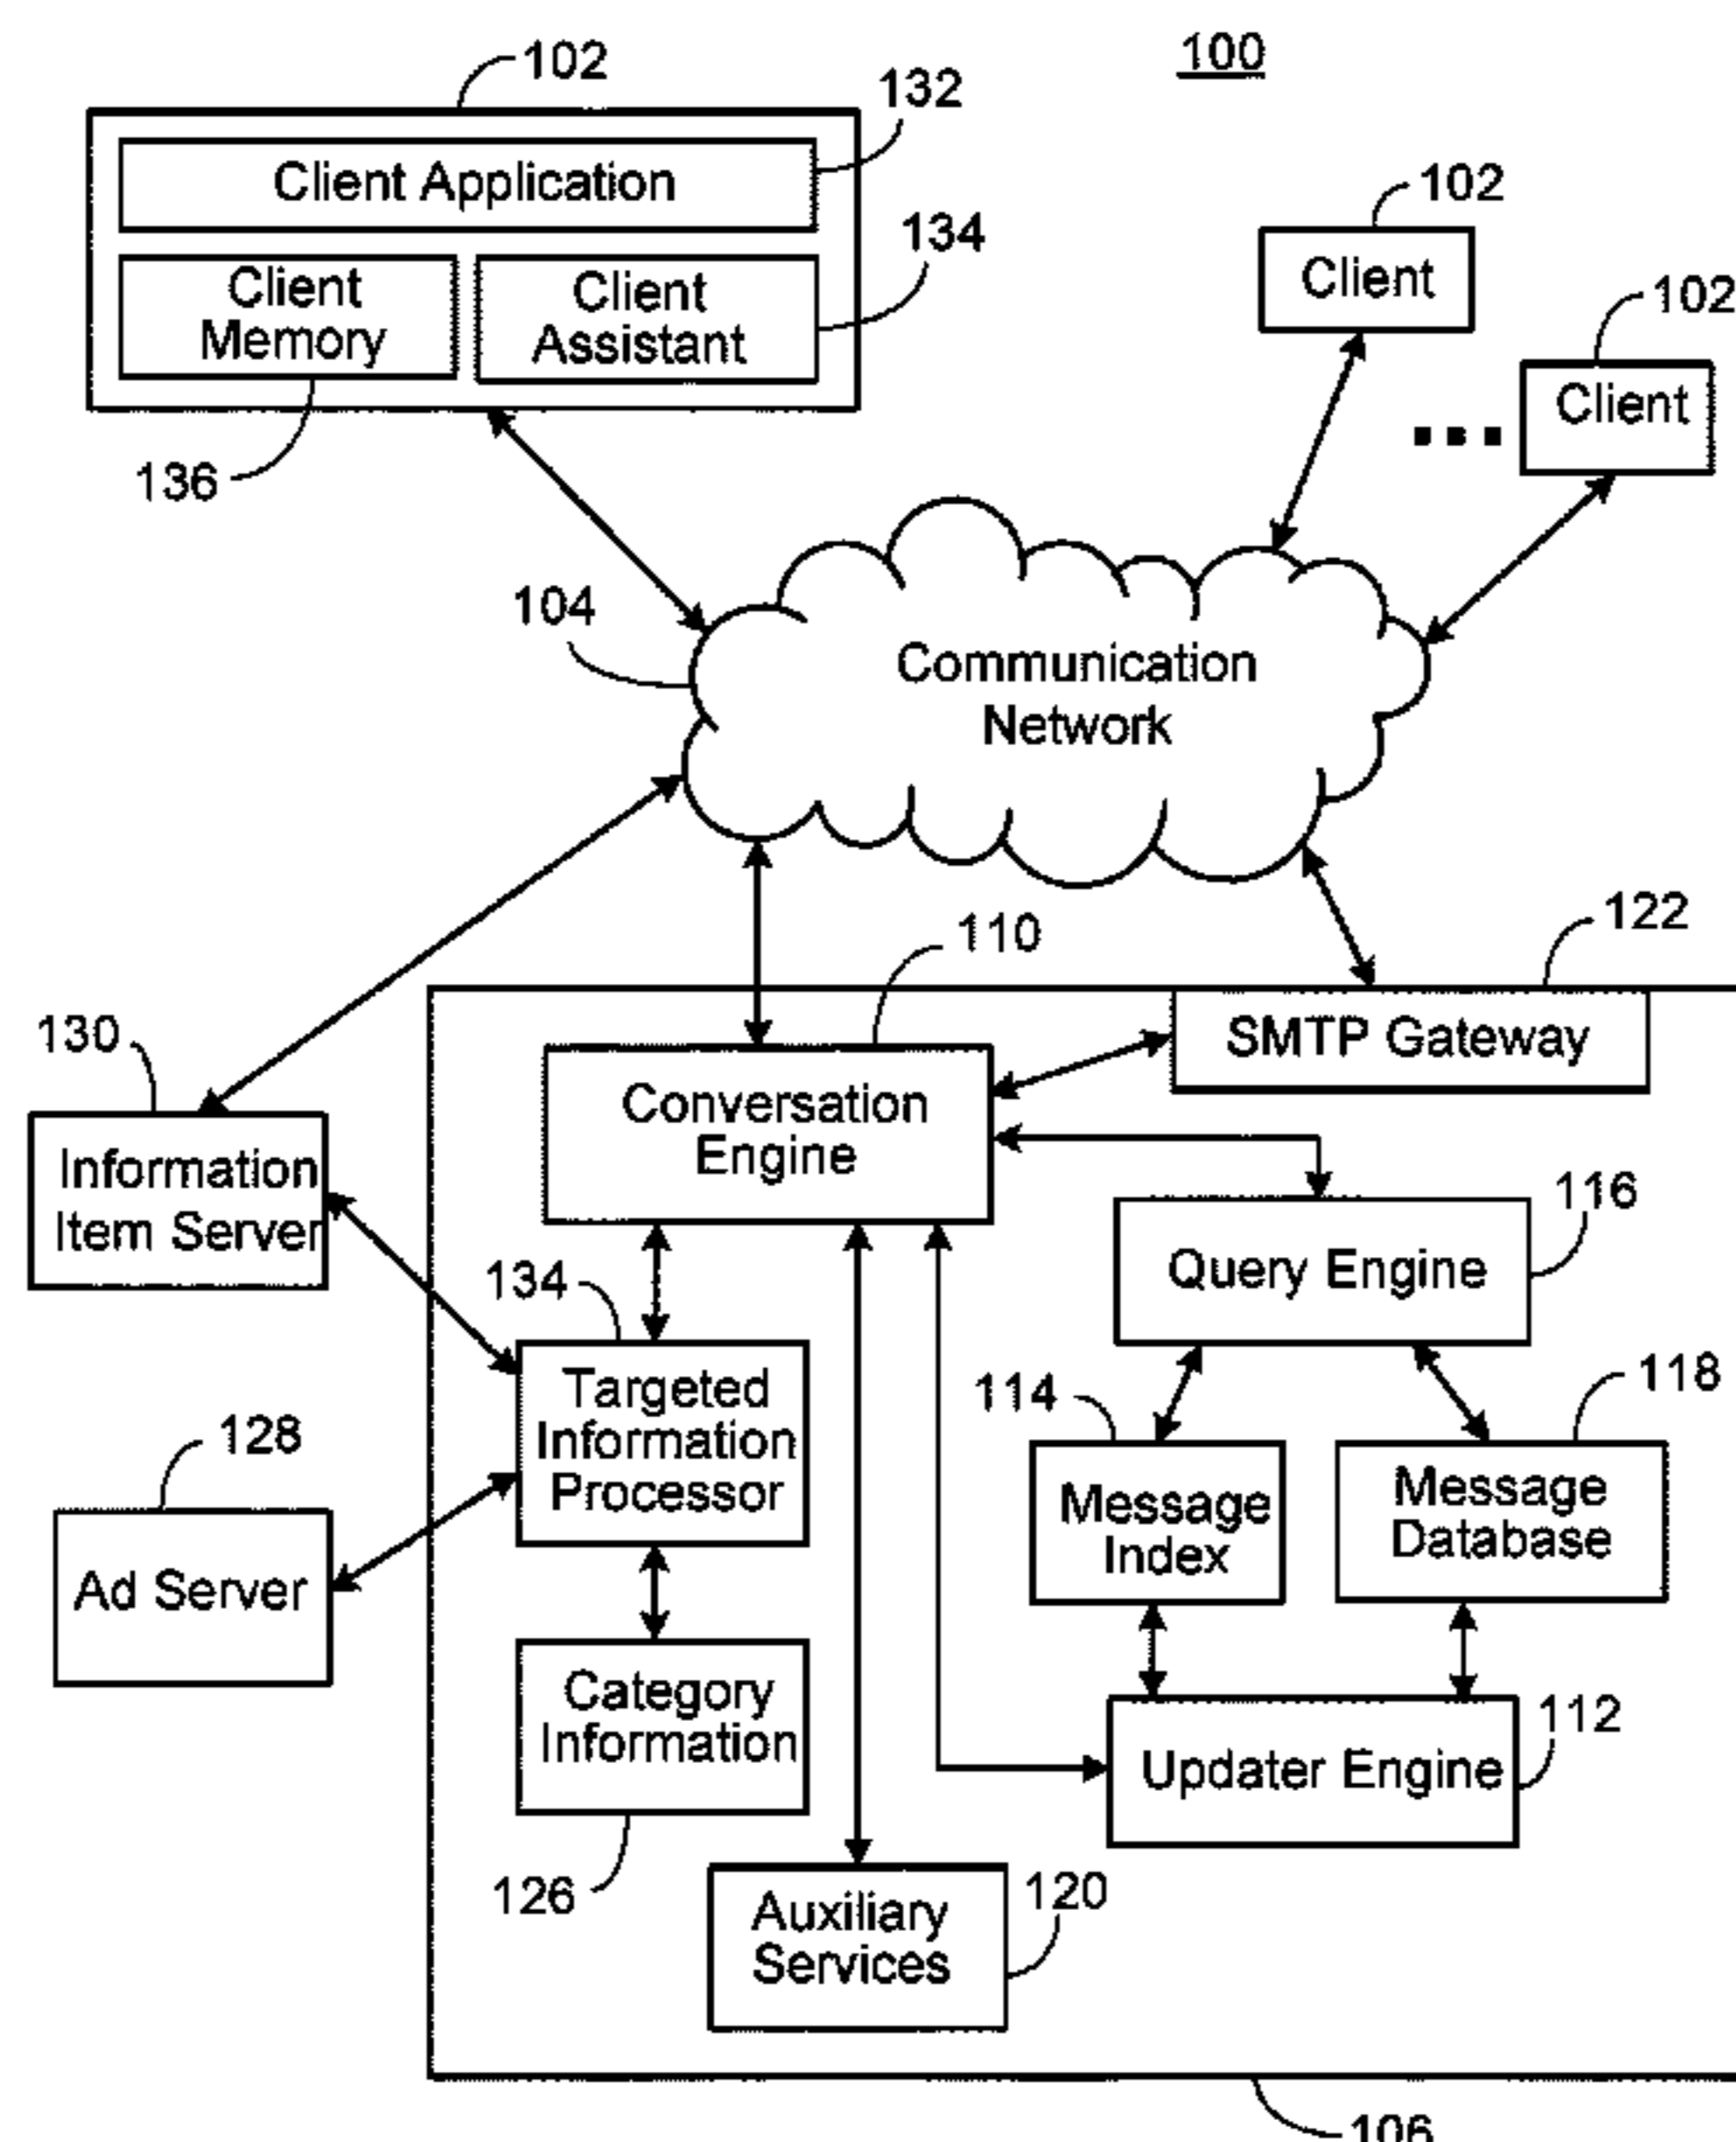 100
102
132
Client Application
134
Client
Memory
Client
Assistant
136
102
Client
102
Client
104
Communication
Network
110
122
SMTP Gateway
130
Information
Item Server
Conversation
Engine
116
Query Engine
134
Targeted
Information
Processor
114
118
Message
Index
Message
Database
128
Ad Server
Category
Information
126
112
Updater Engine
120
Auxiliary
Services
106